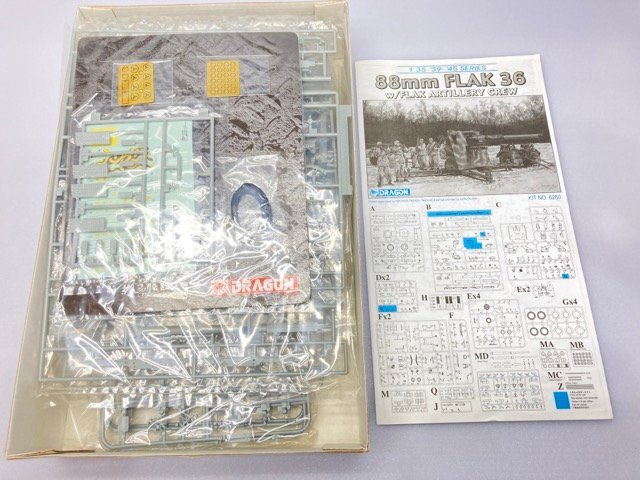 1:35 '39-'45 SERIES
88mm FLAK 36
w/FLAK ARTILLERY CREW
DRAGON
KIT NO. 6260
A
B
C
Dx2
H
Ex4
Ex2
Gx4
Fx2
F
MA
MB
MD
MC
M
Q
Z
J
DRAGON